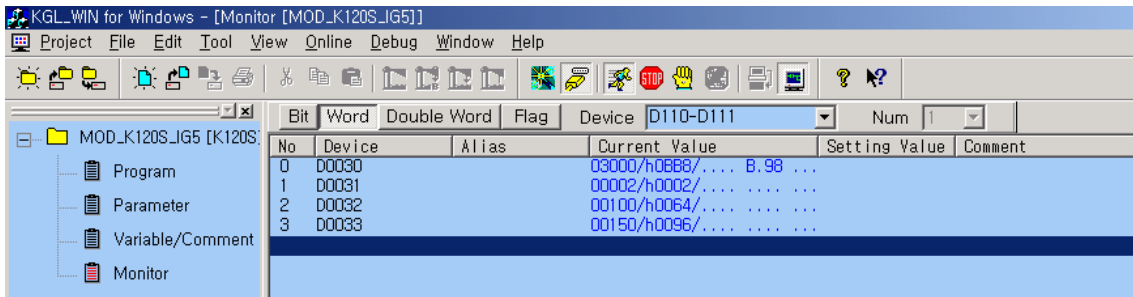 KGL_WIN for Windows - [Monitor [MOD_K120S_IG5]]
Project File Edit Tool View Online Debug Window Help
STOP
Bit Word Double Word Flag Device D110-D111 Num 1
MOD_K120S_IG5 [K120S
Program
Parameter
Variable/Comment
Monitor
No Device Alias Current Value Setting Value Comment
0 D0030 03000/h0BB8/.... B.98 ...
1 D0031 00002/h0002/.... .... ...
2 D0032 00100/h0064/.... .... ...
3 D0033 00150/h0096/.... .... ...